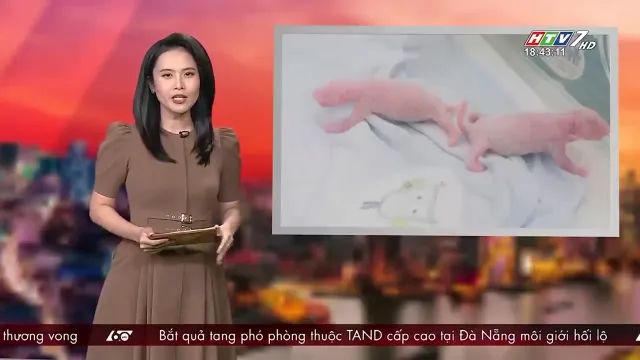 HTV7 HD
18:43:11
thương vong 60 Bắt quả tang phó phòng thuộc TAND cấp cao tại Đà Nẵng môi giới hối lộ